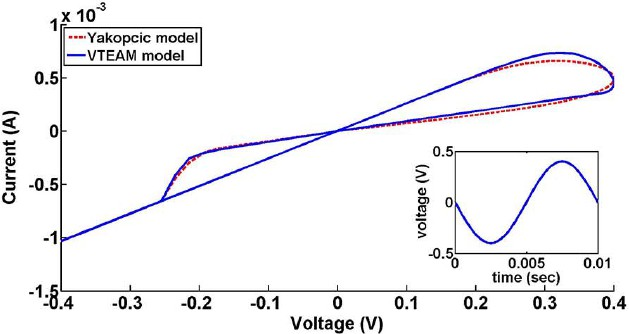 1 x 10⁻³
Yakopcic model
VTEAM model
0.5
0
-0.5
-1
-1.5
Current (A)
-0.4 -0.3 -0.2 -0.1 0 0.1 0.2 0.3 0.4
Voltage (V)
0.5
0
-0.5
voltage (V)
0 0.005 0.01
time (sec)